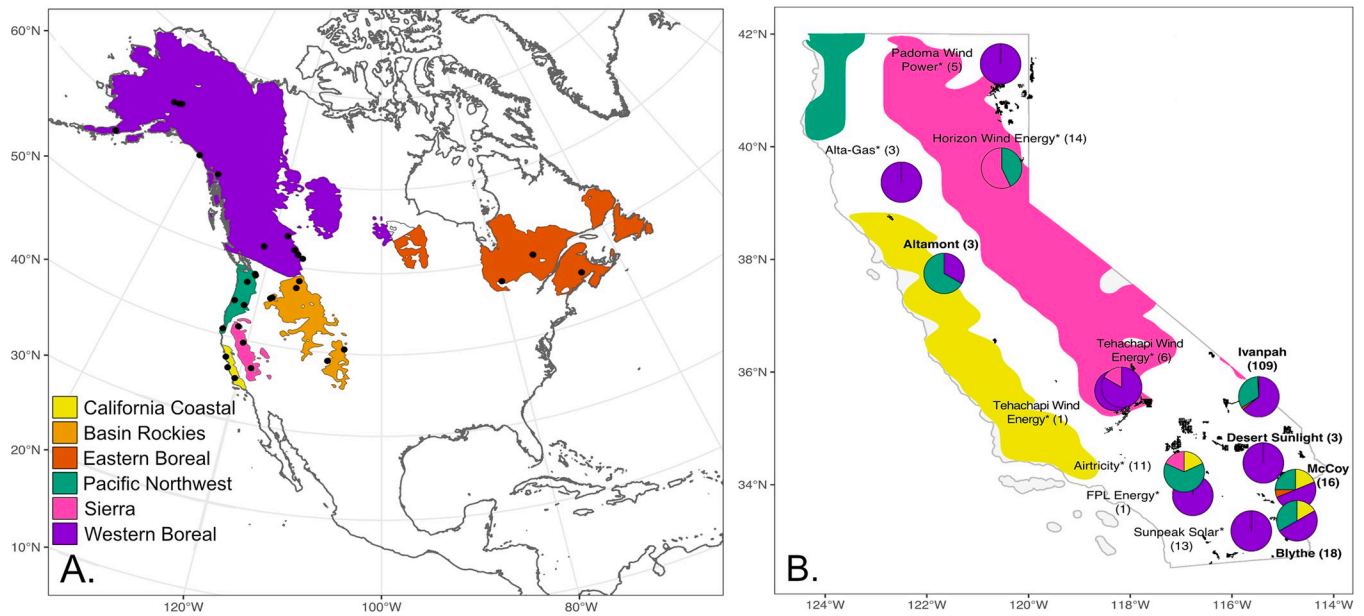 60°N
50°N
40°N
30°N
20°N
10°N
California Coastal
Basin Rockies
Eastern Boreal
Pacific Northwest
Sierra
Western Boreal
A.
120°W
100°W
80°W
42°N
40°N
38°N
36°N
34°N
Padoma Wind
Power* (5)
Horizon Wind Energy* (14)
Alta-Gas* (3)
Altamont (3)
Tehachapi Wind
Energy* (6)
Ivanpah
(109)
Tehachapi Wind
Energy* (1)
Desert Sunlight (3)
McCoy
(16)
Airtricity* (11)
FPL Energy*
(1)
Sunpeak Solar*
(13)
Blythe (18)
B.
124°W
122°W
120°W
118°W
116°W
114°W